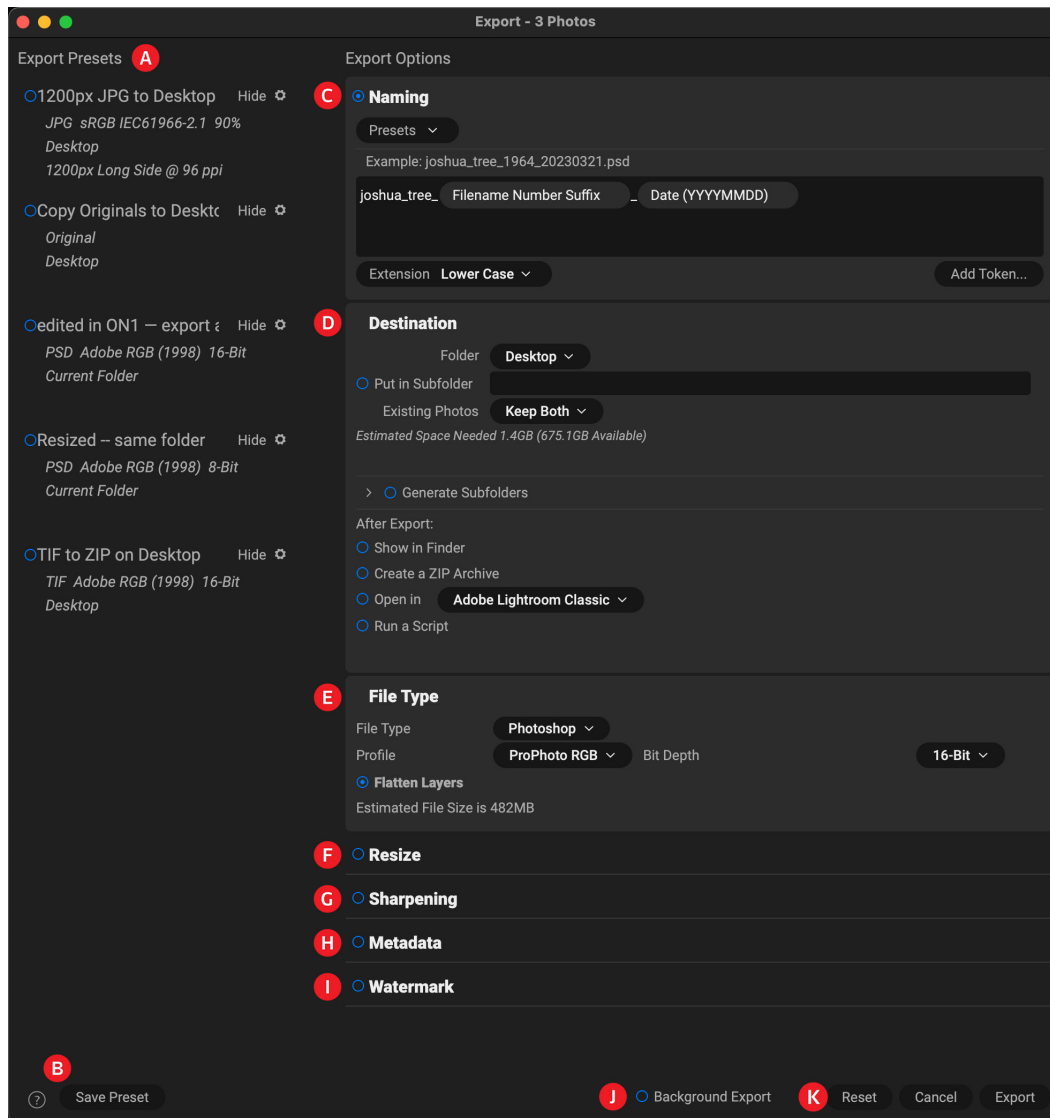 Export - 3 Photos
Export Presets A
1200px JPG to Desktop Hide
JPG sRGB IEC61966-2.1 90%
Desktop
1200px Long Side @ 96 ppi
Copy Originals to Deskto Hide
Original
Desktop
edited in ON1 — export a Hide
PSD Adobe RGB (1998) 16-Bit
Current Folder
Resized -- same folder Hide
PSD Adobe RGB (1998) 8-Bit
Current Folder
TIF to ZIP on Desktop Hide
TIF Adobe RGB (1998) 16-Bit
Desktop
B
? Save Preset
Export Options
C Naming
Presets
Example: joshua_tree_1964_20230321.psd
joshua_tree_ Filename Number Suffix _ Date (YYYYMMDD)
Extension Lower Case Add Token...
D Destination
Folder Desktop
Put in Subfolder
Existing Photos Keep Both
Estimated Space Needed 1.4GB (675.1GB Available)
Generate Subfolders
After Export:
Show in Finder
Create a ZIP Archive
Open in Adobe Lightroom Classic
Run a Script
E File Type
File Type Photoshop
Profile ProPhoto RGB Bit Depth 16-Bit
Flatten Layers
Estimated File Size is 482MB
F Resize
G Sharpening
H Metadata
I Watermark
J Background Export K Reset Cancel Export